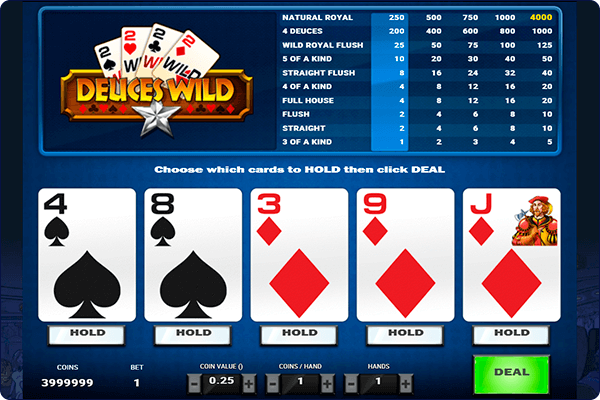 2 2 2 2
W W WI WILD
DEUCES WILD
NATURAL ROYAL 250 500 750 1000 4000
4 DEUCES 200 400 600 800 1000
WILD ROYAL FLUSH 25 50 75 100 125
5 OF A KIND 10 20 30 40 50
STRAIGHT FLUSH 8 16 24 32 40
4 OF A KIND 4 8 12 16 20
FULL HOUSE 4 8 12 16 20
FLUSH 2 4 6 8 10
STRAIGHT 2 4 6 8 10
3 OF A KIND 1 2 3 4 5
Choose which cards to HOLD then click DEAL
4 8 3 9 J
HOLD HOLD HOLD HOLD HOLD
COINS BET COIN VALUE () COINS / HAND HANDS
3999999 1 - 0.25 + - 1 + - 1 +
DEAL